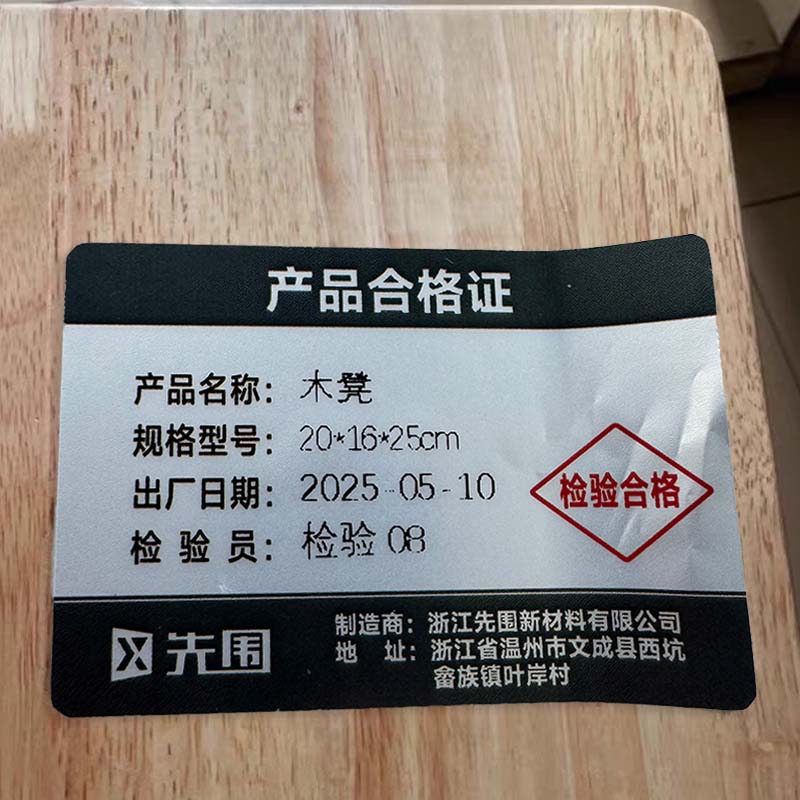 产品合格证
产品名称：木凳
规格型号：20*16*25cm
出厂日期：2025-05-10
检验员：检验08
检验合格
先围
制造商：浙江先围新材料有限公司
地 址：浙江省温州市文成县西坑
畲族镇叶岸村